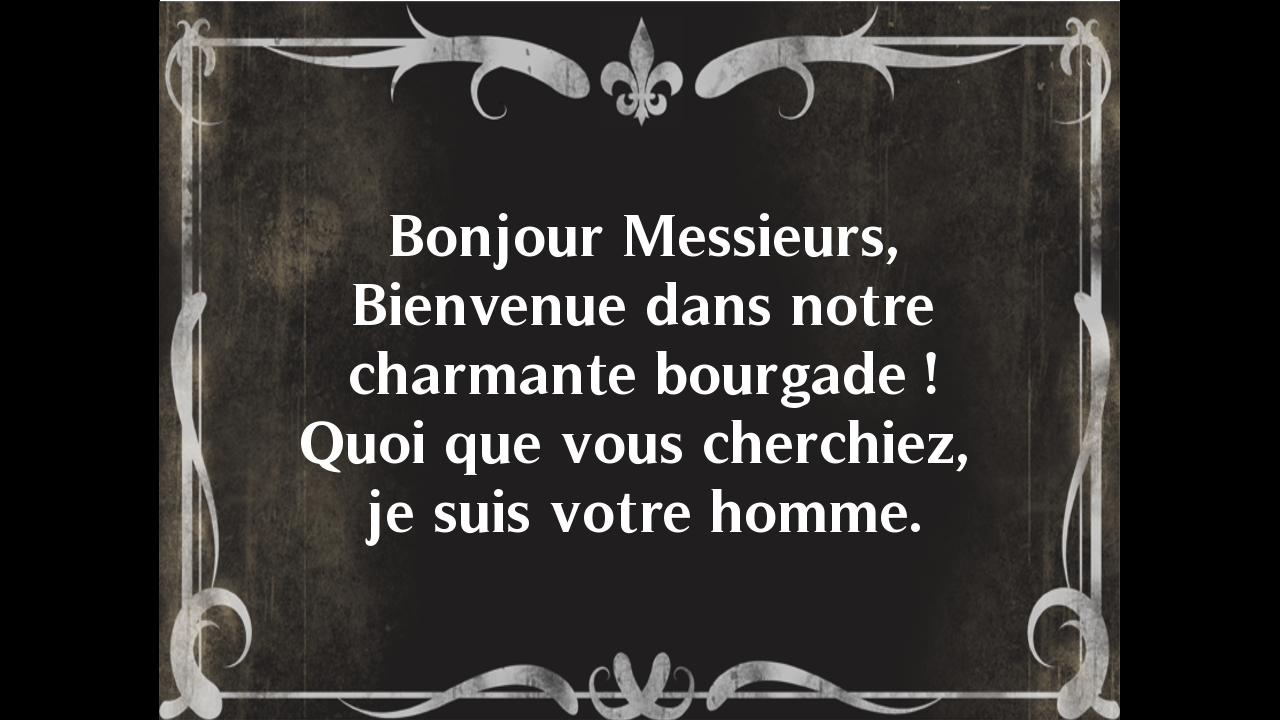 Bonjour Messieurs,
Bienvenue dans notre
charmante bourgade !
Quoi que vous cherchiez,
je suis votre homme.